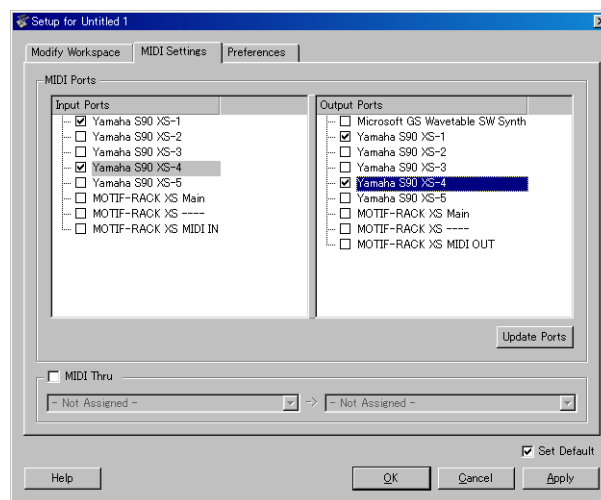 Setup for Untitled 1
Modify Workspace MIDI Settings Preferences
MIDI Ports
Input Ports
Yamaha S90 XS-1
Yamaha S90 XS-2
Yamaha S90 XS-3
Yamaha S90 XS-4
Yamaha S90 XS-5
MOTIF-RACK XS Main
MOTIF-RACK XS ----
MOTIF-RACK XS MIDI IN
Output Ports
Microsoft GS Wavetable SW Synth
Yamaha S90 XS-1
Yamaha S90 XS-2
Yamaha S90 XS-3
Yamaha S90 XS-4
Yamaha S90 XS-5
MOTIF-RACK XS Main
MOTIF-RACK XS ----
MOTIF-RACK XS MIDI OUT
Update Ports
MIDI Thru
- Not Assigned - -> - Not Assigned -
Set Default
Help OK Cancel Apply